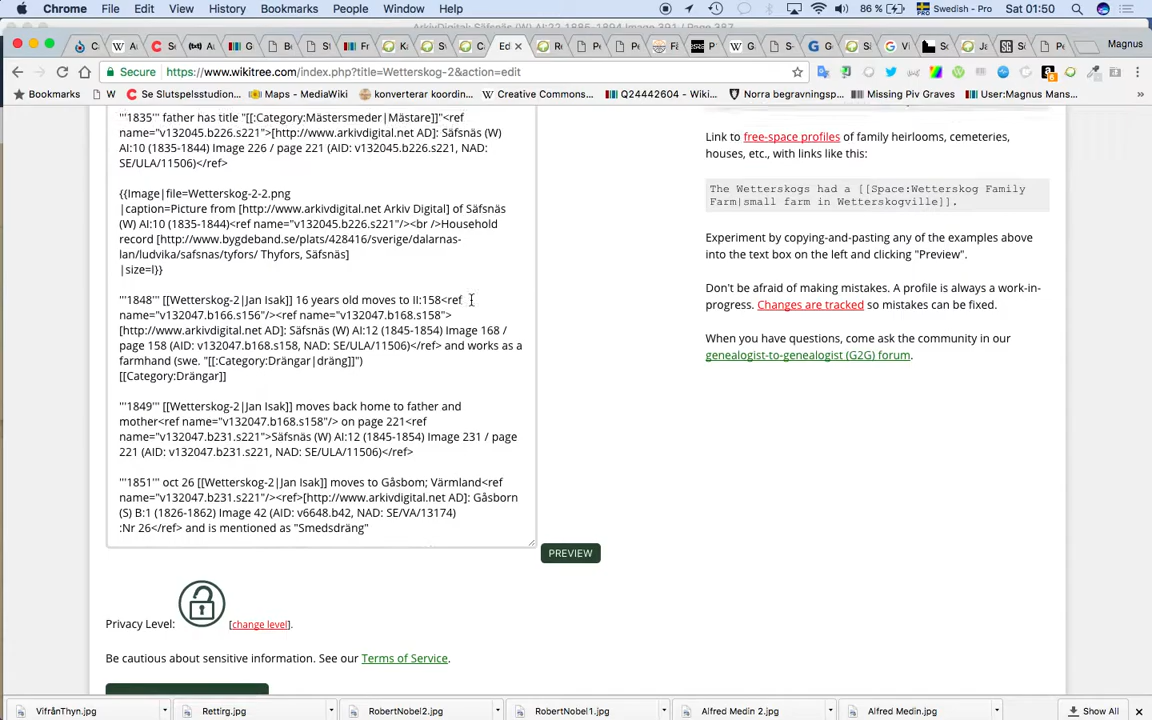 Chrome File Edit View History Bookmarks People Window Help 86 % Swedish - Pro Sat 01:50
Magnus
Secure https://www.wikitree.com/index.php?title=Wetterskog-2&action=edit
Bookmarks Wy C Se Slutspelsstudion... Maps - MediaWiki konverterar koordin... Creative Commons... Q24442604 - Wiki... Norra begravningsp... Missing Piv Graves User:Magnus Mans...
'''1835''' father has title "[[:Category:Mästersmeder|Mästare]]"<ref
name="v132045.b226.s221">[http://www.arkivdigital.net AD]: Säfsnäs (W)
AI:10 (1835-1844) Image 226 / page 221 (AID: v132045.b226.s221, NAD:
SE/ULA/11506)</ref>
{{Image|file=Wetterskog-2-2.png
|caption=Picture from [http://www.arkivdigital.net Arkiv Digital] of Säfsnäs
(W) AI:10 (1835-1844)<ref name="v132045.b226.s221"/><br />Household
record [http://www.bygdeband.se/plats/428416/sverige/dalarnas-
lan/ludvika/safsnas/tyfors/ Thyfors, Säfsnäs]
|size=l}}
'''1848''' [[Wetterskog-2|Jan Isak]] 16 years old moves to II:158<ref
name="v132047.b166.s156"/><ref name="v132047.b168.s158">
[http://www.arkivdigital.net AD]: Säfsnäs (W) AI:12 (1845-1854) Image 168 /
page 158 (AID: v132047.b168.s158, NAD: SE/ULA/11506)</ref> and works as a
farmhand (swe. "[[:Category:Drängar|dräng]]")
[[Category:Drängar]]
'''1849''' [[Wetterskog-2|Jan Isak]] moves back home to father and
mother<ref name="v132047.b168.s158"/> on page 221<ref
name="v132047.b231.s221">Säfsnäs (W) AI:12 (1845-1854) Image 231 / page
221 (AID: v132047.b231.s221, NAD: SE/ULA/11506)</ref>
'''1851''' oct 26 [[Wetterskog-2|Jan Isak]] moves to Gåsbom; Värmland<ref
name="v132047.b231.s221"/><ref>[http://www.arkivdigital.net AD]: Gåsborn
(S) B:1 (1826-1862) Image 42 (AID: v6648.b42, NAD: SE/VA/13174)
:Nr 26</ref> and is mentioned as "Smedsdräng"
PREVIEW
Link to free-space profiles of family heirlooms, cemeteries,
houses, etc., with links like this:
The Wetterskogs had a [[Space:Wetterskog Family
Farm|small farm in Wetterskogville]].
Experiment by copying-and-pasting any of the examples above
into the text box on the left and clicking "Preview".
Don't be afraid of making mistakes. A profile is always a work-in-
progress. Changes are tracked so mistakes can be fixed.
When you have questions, come ask the community in our
genealogist-to-genealogist (G2G) forum.
Privacy Level: [change level].
Be cautious about sensitive information. See our Terms of Service.
VifrånThyn.jpg Rettirg.jpg RobertNobel2.jpg RobertNobel1.jpg Alfred Medin 2.jpg Alfred Medin.jpg Show All